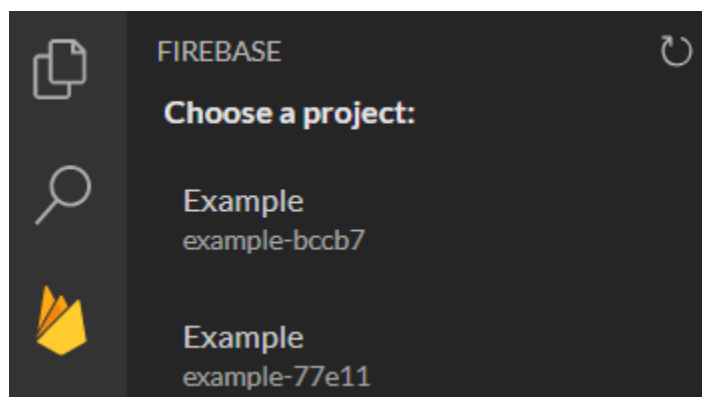 FIREBASE
Choose a project:
Example
example-bccb7
Example
example-77e11